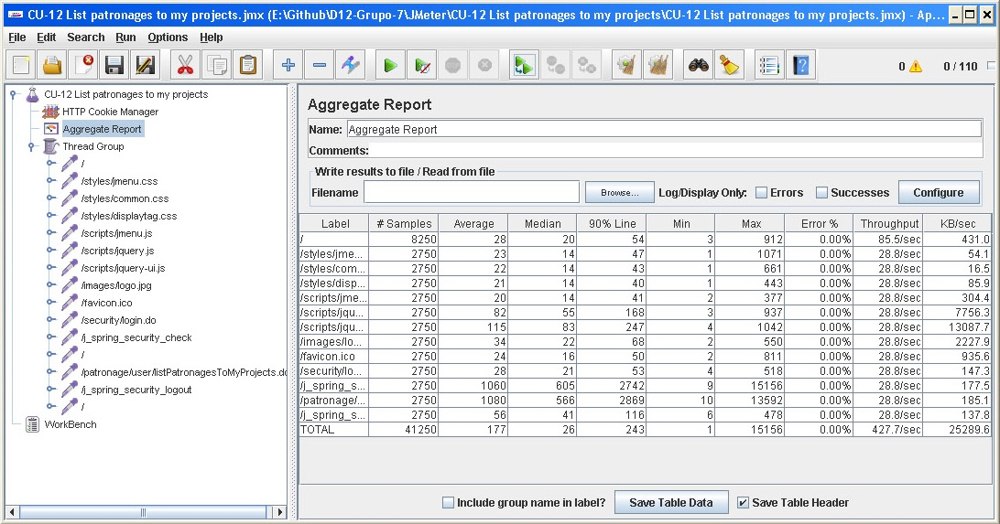 CU-12 List patronages to my projects.jmx (E:\Github\D12-Grupo-7\JMeter\CU-12 List patronages to my projects\CU-12 List patronages to my projects.jmx) - Ap...
File Edit Search Run Options Help
0 0 / 110
CU-12 List patronages to my projects
HTTP Cookie Manager
Aggregate Report
Thread Group
/
/styles/jmenu.css
/styles/common.css
/styles/displaytag.css
/scripts/jmenu.js
/scripts/jquery.js
/scripts/jquery-ui.js
/images/logo.jpg
/favicon.ico
/security/login.do
/j_spring_security_check
/
/patronage/user/listPatronagesToMyProjects.do
/j_spring_security_logout
/
WorkBench
Aggregate Report
Name: Aggregate Report
Comments:
Write results to file / Read from file
Filename Browse... Log/Display Only: Errors Successes Configure
Label # Samples Average Median 90% Line Min Max Error % Throughput KB/sec
/ 8250 28 20 54 3 912 0.00% 85.5/sec 431.0
/styles/jme... 2750 23 14 47 1 1071 0.00% 28.8/sec 54.1
/styles/com... 2750 22 14 43 1 661 0.00% 28.8/sec 16.5
/styles/disp... 2750 21 14 40 1 443 0.00% 28.8/sec 85.9
/scripts/jme... 2750 20 14 41 2 377 0.00% 28.8/sec 304.4
/scripts/jqu... 2750 82 55 168 3 937 0.00% 28.8/sec 7756.3
/scripts/jqu... 2750 115 83 247 4 1042 0.00% 28.8/sec 13087.7
/images/lo... 2750 34 22 68 2 550 0.00% 28.8/sec 2227.9
/favicon.ico 2750 24 16 50 2 811 0.00% 28.8/sec 935.6
/security/lo... 2750 28 21 53 4 518 0.00% 28.8/sec 147.3
/j_spring_s... 2750 1060 605 2742 9 15156 0.00% 28.8/sec 177.5
/patronage/... 2750 1080 566 2869 10 13592 0.00% 28.8/sec 185.1
/j_spring_s... 2750 56 41 116 6 478 0.00% 28.8/sec 137.8
TOTAL 41250 177 26 243 1 15156 0.00% 427.7/sec 25289.6
Include group name in label? Save Table Data Save Table Header